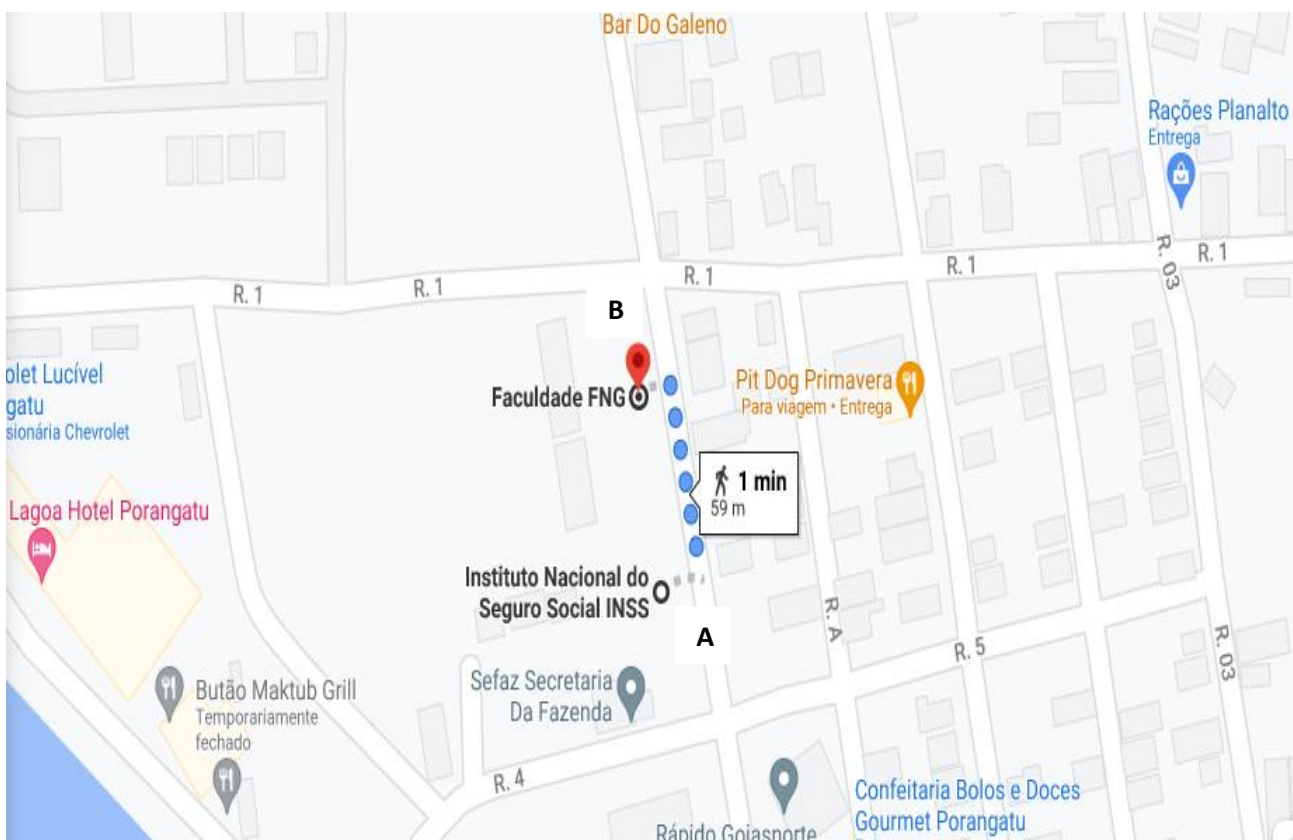 Bar Do Galeno
Rações Planalto
Entrega
R. 03
R. 1
R. 1
R. 1
R. 1
R. 1
B
olet Lucível
gatu
sionária Chevrolet
Faculdade FNG
Pit Dog Primavera
Para viagem • Entrega
1 min
59 m
Lagoa Hotel Porangatu
Instituto Nacional do
Seguro Social INSS
A
R. A
R. 5
R. 03
Butão Maktub Grill
Temporariamente
fechado
Sefaz Secretaria
Da Fazenda
R. 4
Confeitaria Bolos e Doces
Gourmet Porangatu
Rápido Goiasnorte